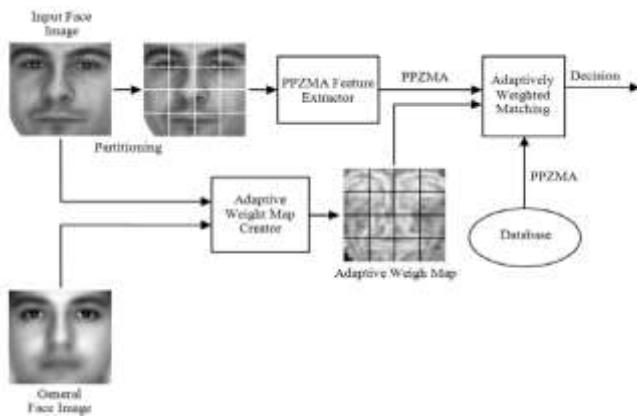 Input Face
Image
Partitioning
PPZMA Feature
Extractor
PPZMA
Adaptively
Weighted
Matching
Decision
PPZMA
Database
Adaptive
Weight Map
Creator
Adaptive Weigh Map
General
Face Image